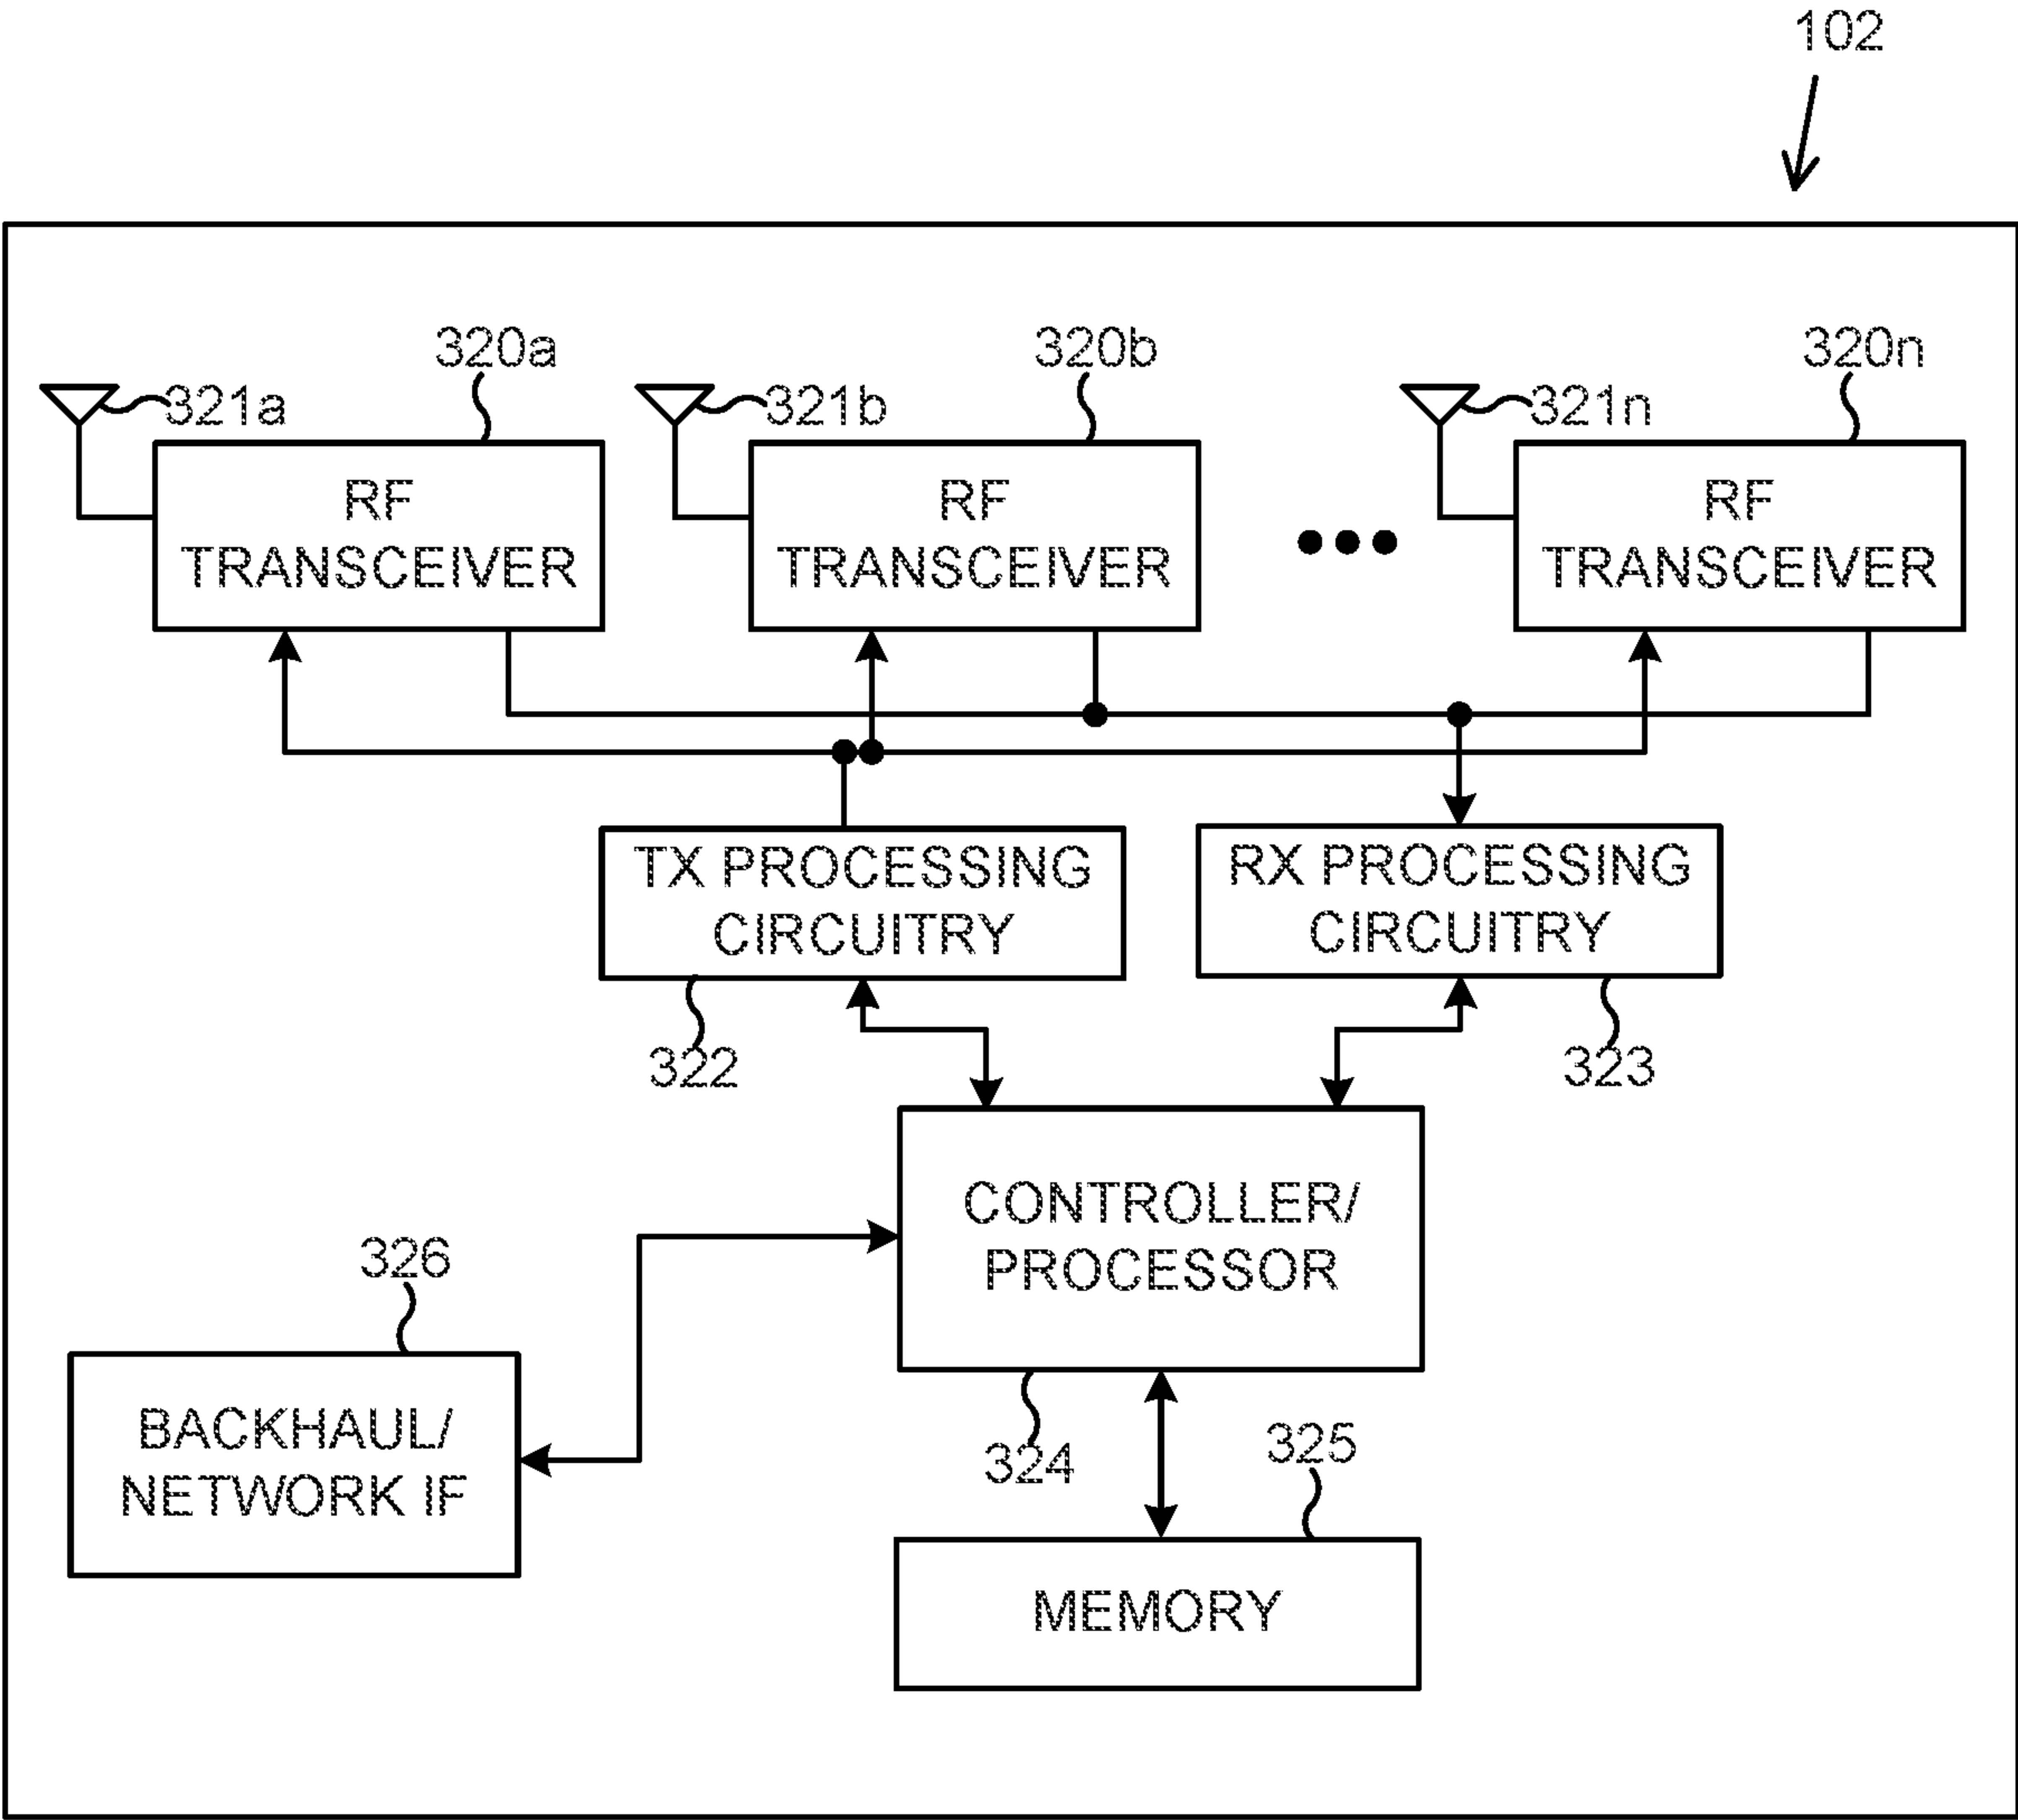 102
320a
320b
320n
321a
321b
321n
RF
TRANSCEIVER
RF
TRANSCEIVER
RF
TRANSCEIVER
TX PROCESSING
CIRCUITRY
RX PROCESSING
CIRCUITRY
322
323
CONTROLLER/
PROCESSOR
326
BACKHAUL/
NETWORK IF
324
325
MEMORY